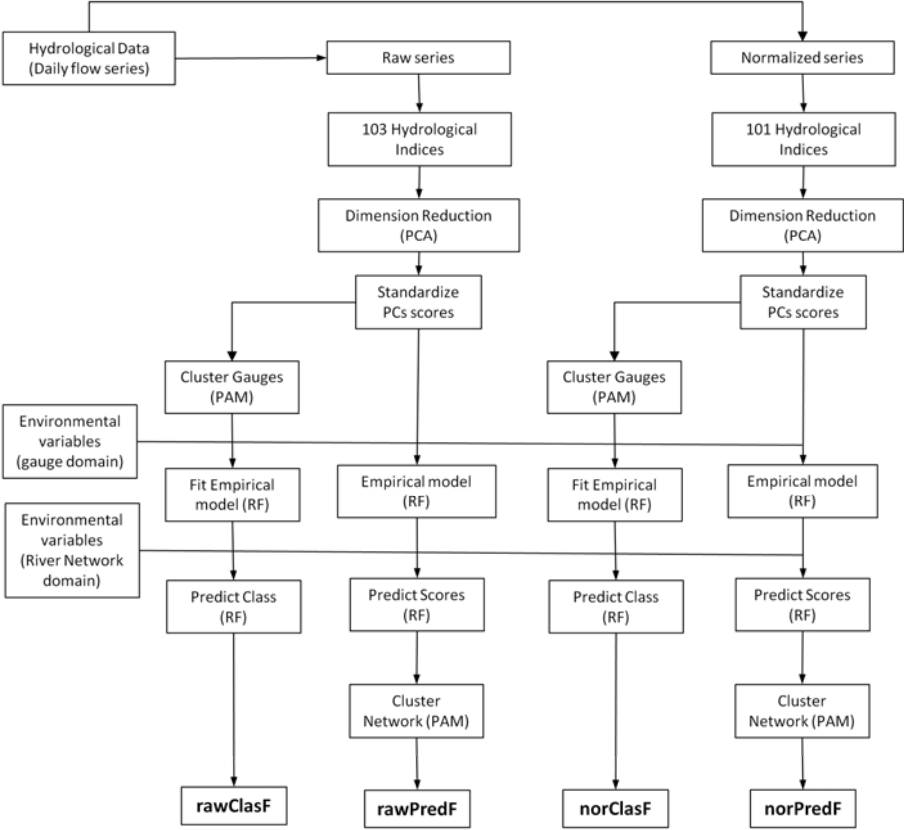 Hydrological Data
(Daily flow series)
Raw series
Normalized series
103 Hydrological
Indices
101 Hydrological
Indices
Dimension Reduction
(PCA)
Dimension Reduction
(PCA)
Standardize
PCs scores
Standardize
PCs scores
Cluster Gauges
(PAM)
Cluster Gauges
(PAM)
Environmental
variables
(gauge domain)
Fit Empirical
model (RF)
Empirical model
(RF)
Fit Empirical
model (RF)
Empirical model
(RF)
Environmental
variables
(River Network
domain)
Predict Class
(RF)
Predict Scores
(RF)
Predict Class
(RF)
Predict Scores
(RF)
Cluster
Network (PAM)
Cluster
Network (PAM)
rawClasF
rawPredF
norClasF
norPredF